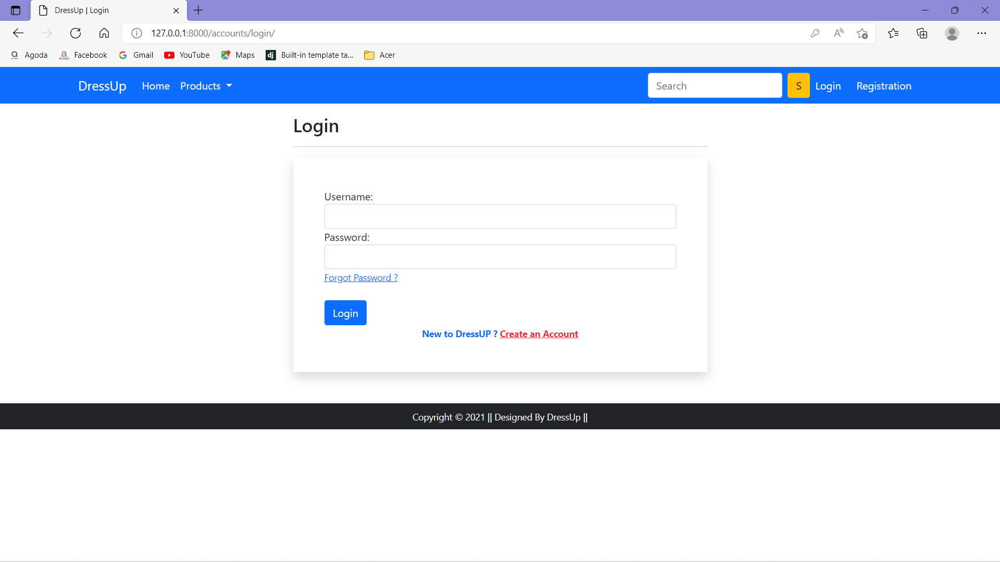 DressUp | Login
127.0.0.1:8000/accounts/login/
Agoda Facebook Gmail YouTube Maps dj Built-in template ta... Acer
DressUp Home Products Search S Login Registration
Login
Username:
Password:
Forgot Password ?
Login
New to DressUP ? Create an Account
Copyright © 2021 || Designed By DressUp ||